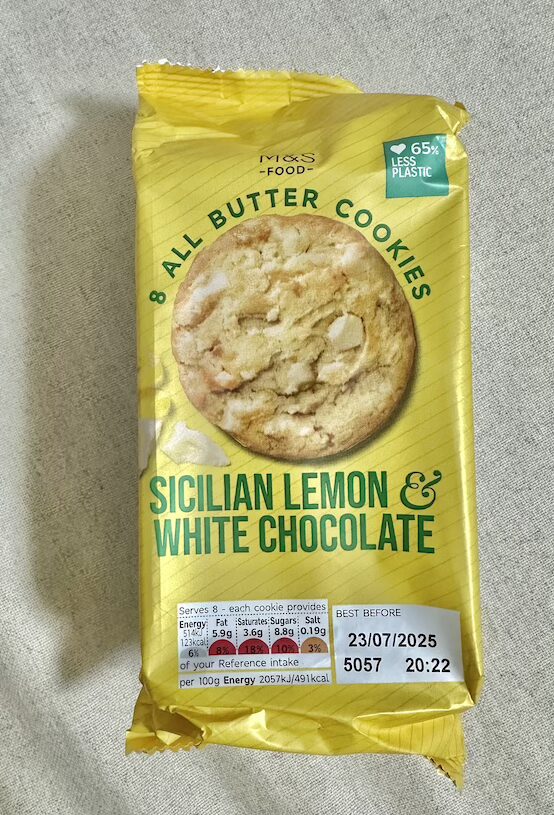 M&S
-FOOD-
65%
LESS
PLASTIC
8 ALL BUTTER COOKIES
SICILIAN LEMON &
WHITE CHOCOLATE
Serves 8 - each cookie provides
Energy Fat Saturates Sugars Salt
514kJ 5.9g 3.6g 8.8g 0.19g
123kcal
6% 8% 18% 10% 3%
of your Reference intake
per 100g Energy 2057kJ/491kcal
BEST BEFORE
23/07/2025
5057 20:22